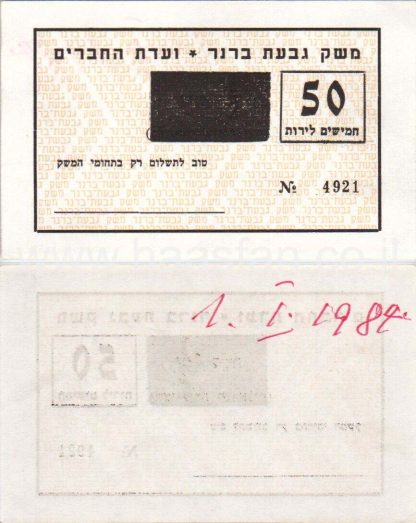 משק גבעת ברנר * ועדת החברים
50
חמישים לירות
טוב לתשלום רק בתחומי המשק
№ 4921
www.haasfan.co.il
1. I. 1984